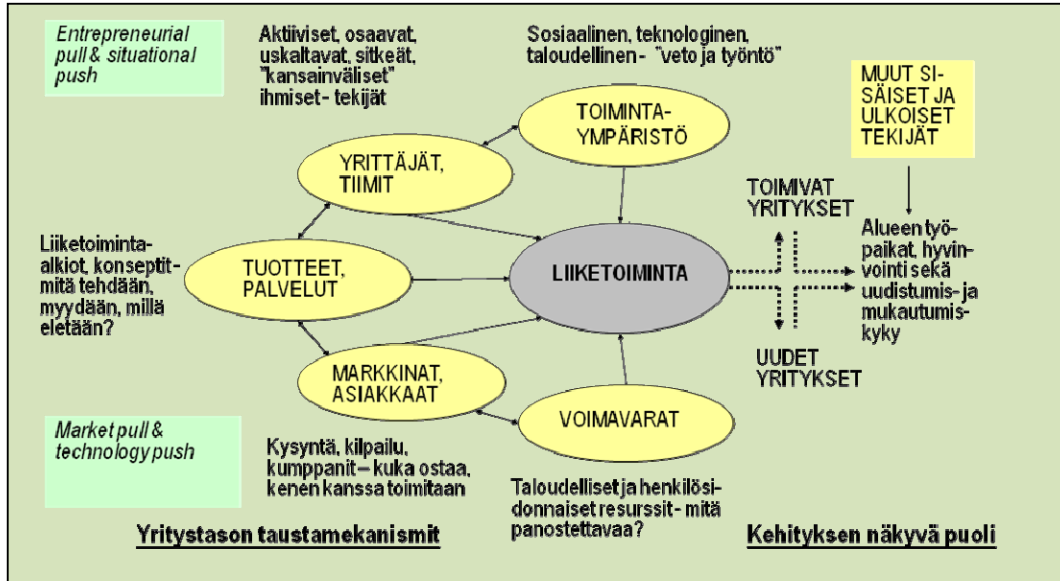 Entrepreneurial
pull & situational
push
Aktiiviset, osaavat,
uskaltavat, sitkeät,
"kansainväliset"
ihmiset- tekijät
Sosiaalinen, teknologinen,
taloudellinen- "veto ja työntö"
MUUT SI-
SÄISET JA
ULKOISET
TEKIJÄT
TOIMINTA-
YMPÄRISTÖ
YRITTÄJÄT,
TIIMIT
TOIMIVAT
YRITYKSET
Liiketoiminta-
alkiot, konseptit-
mitä tehdään,
myydään, millä
eletään?
TUOTTEET,
PALVELUT
LIIKETOIMINTA
Alueen työ-
paikat, hyvin-
vointi sekä
uudistumis- ja
mukautumis-
kyky
UUDET
YRITYKSET
MARKKINAT,
ASIAKKAAT
VOIMAVARAT
Market pull &
technology push
Kysyntä, kilpailu,
kumppanit – kuka ostaa,
kenen kanssa toimitaan
Taloudelliset ja henkilösi-
donnaiset resurssit- mitä
panostettavaa?
Yritystason taustamekanismit
Kehityksen näkyvä puoli